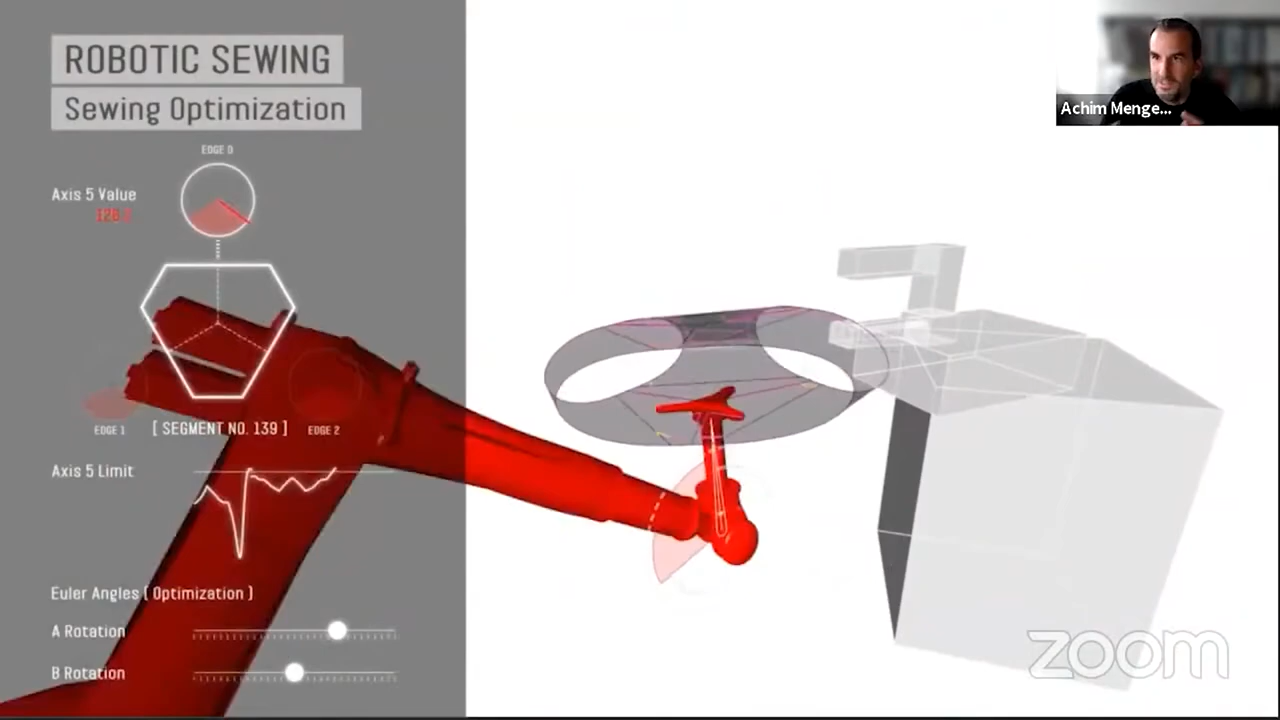 ROBOTIC SEWING
Sewing Optimization
EDGE 0
Axis 5 Value
EDGE 1
[ SEGMENT NO. 139 ]
EDGE 2
Axis 5 Limit
Euler Angles [ Optimization ]
A Rotation
B Rotation
Achim Menge...
zoom